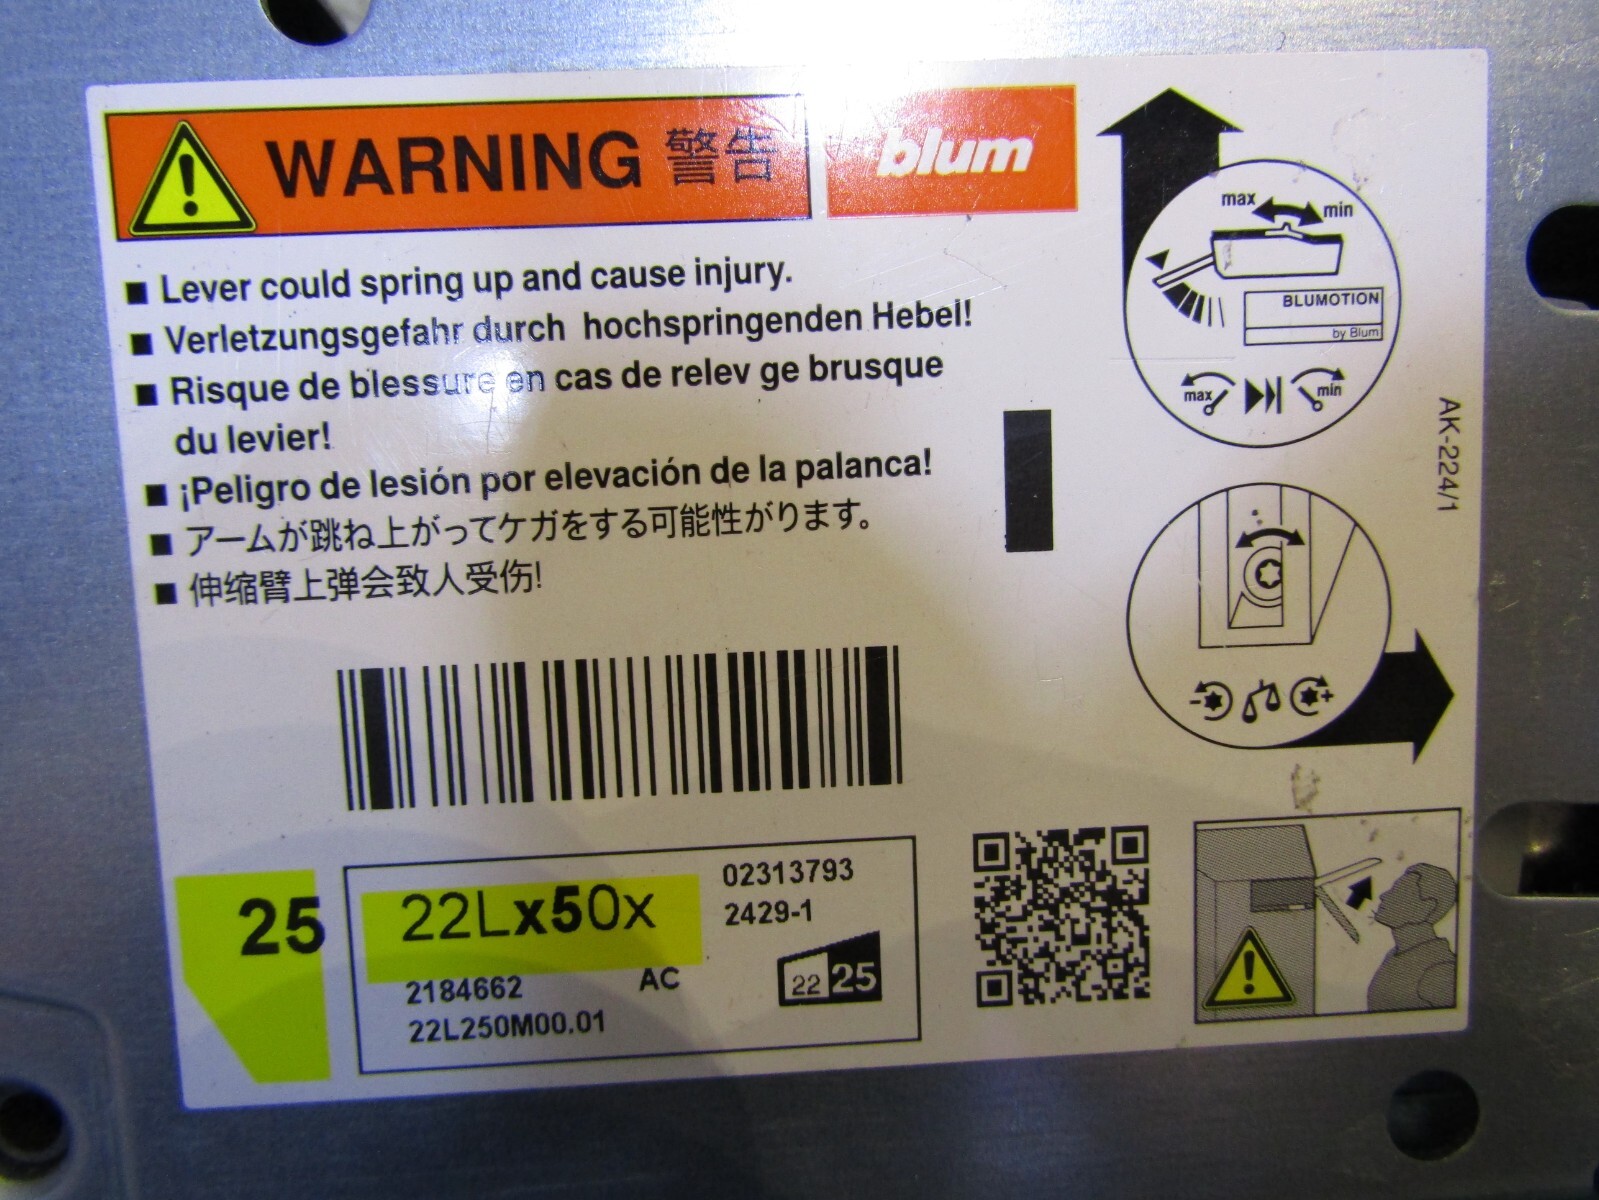 WARNING 警告
blum
■ Lever could spring up and cause injury.
■ Verletzungsgefahr durch hochspringenden Hebel!
■ Risque de blessure en cas de relev ge brusque
du levier!
■ ¡Peligro de lesión por elevación de la palanca!
■ アームが跳ね上がってケガをする可能性がります。
■ 伸缩臂上弹会致人受伤!
max min
BLUMOTION
by Blum
max min
AK-224/1
- +
25
22Lx50x
2184662 AC
22L250M00.01
02313793
2429-1
22 25